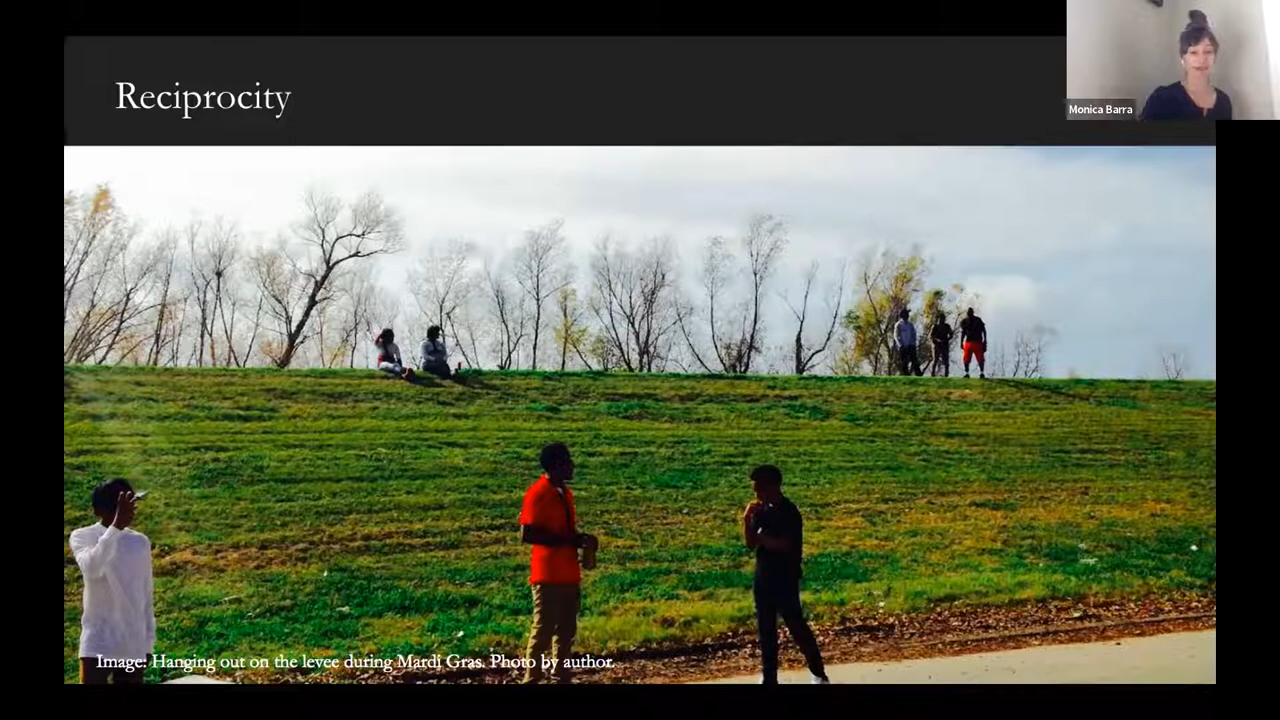 Reciprocity
Monica Barra
Image: Hanging out on the levee during Mardi Gras. Photo by author.